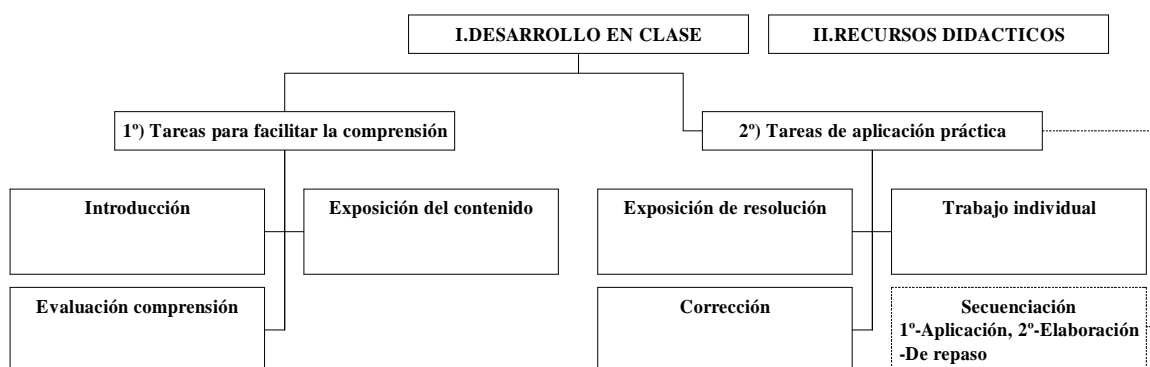 I.DESARROLLO EN CLASE
II.RECURSOS DIDACTICOS
1º) Tareas para facilitar la comprensión
2º) Tareas de aplicación práctica
Introducción
Exposición del contenido
Exposición de resolución
Trabajo individual
Evaluación comprensión
Corrección
Secuenciación
1º-Aplicación, 2º-Elaboración
-De repaso